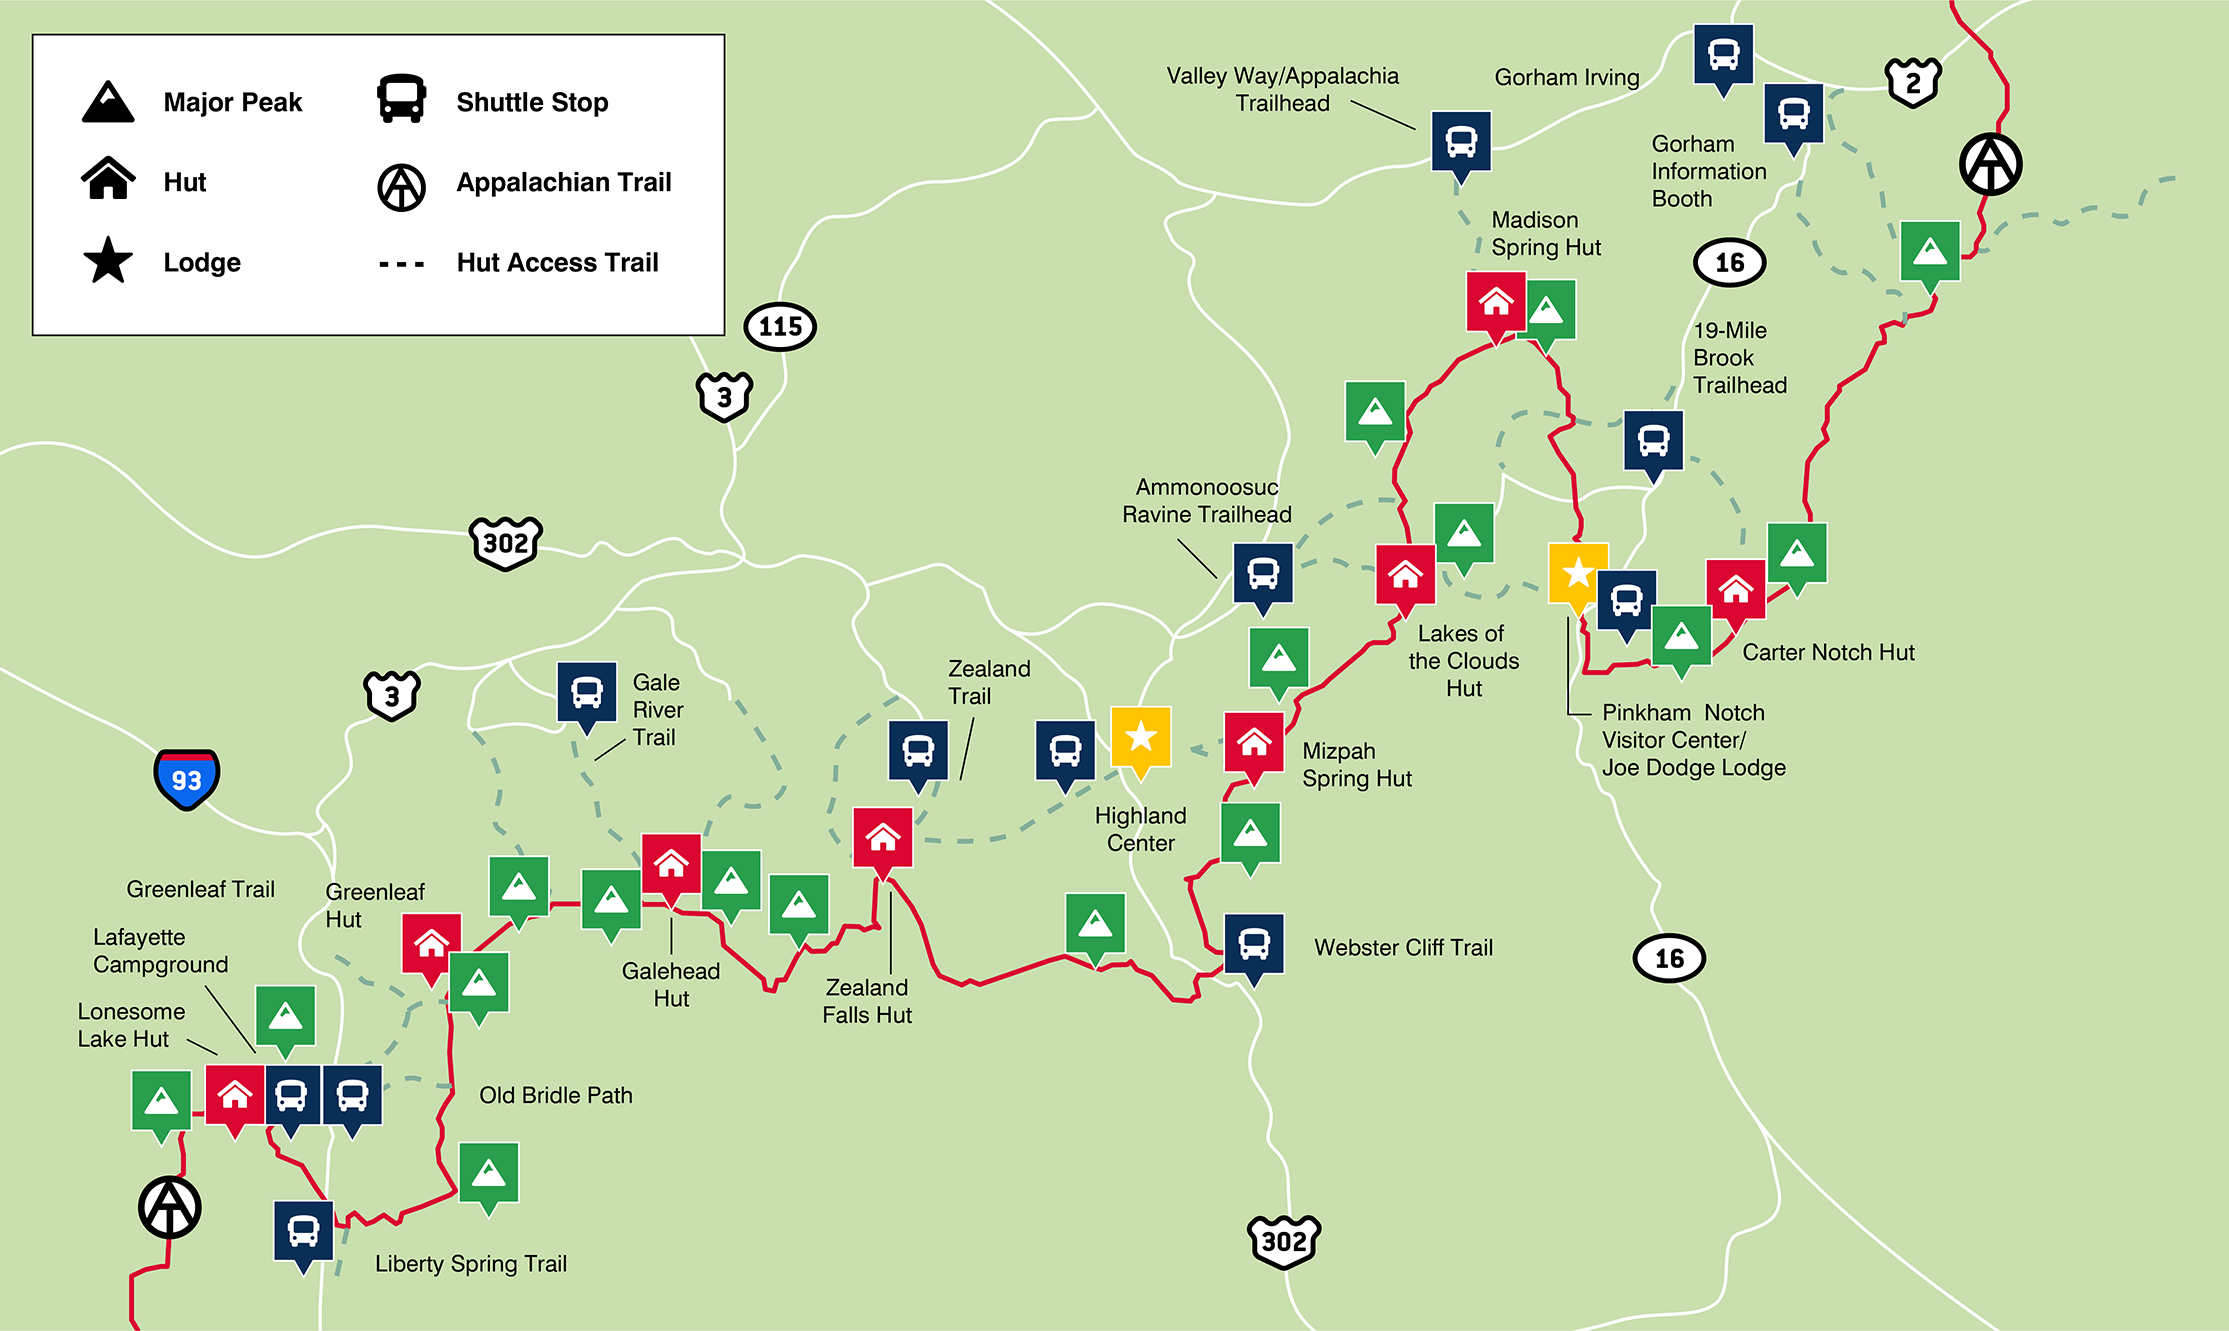 Major Peak
Shuttle Stop
Hut
Appalachian Trail
Lodge
Hut Access Trail
Valley Way/Appalachia
Trailhead
Gorham Irving
2
Gorham
Information
Booth
Madison
Spring Hut
16
115
3
19-Mile
Brook
Trailhead
302
Ammonoosuc
Ravine Trailhead
Lakes of
the Clouds
Hut
Carter Notch Hut
3
Gale
River
Trail
Zealand
Trail
Pinkham Notch
Visitor Center/
Joe Dodge Lodge
Mizpah
Spring Hut
93
Highland
Center
Greenleaf Trail
Greenleaf
Hut
Lafayette
Campground
Galehead
Hut
Zealand
Falls Hut
Webster Cliff Trail
16
Lonesome
Lake Hut
Old Bridle Path
Liberty Spring Trail
302